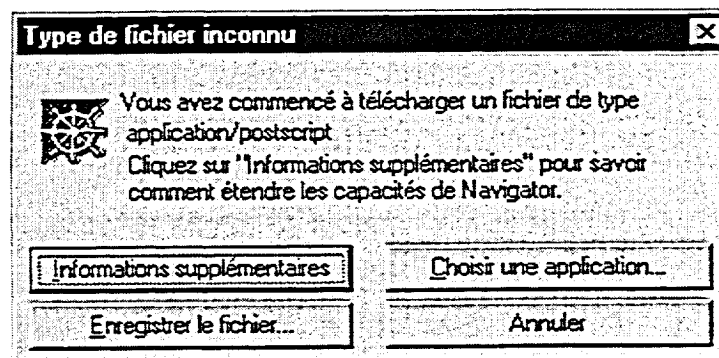 Type de fichier inconnu
Vous avez commencé à télécharger un fichier de type
application/postscript
Cliquez sur "Informations supplémentaires" pour savoir
comment étendre les capacités de Navigator.
Informations supplémentaires
Choisir une application...
Enregistrer le fichier...
Annuler